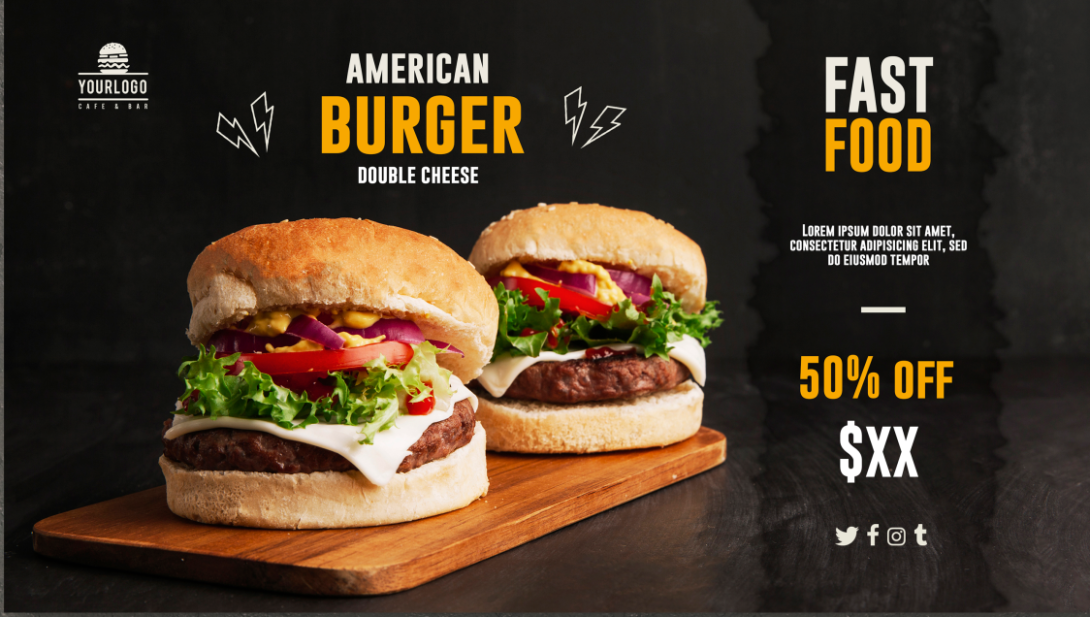 YOURLOGO
CAFE & BAR
AMERICAN
BURGER
DOUBLE CHEESE
FAST
FOOD
LOREM IPSUM DOLOR SIT AMET,
CONSECTETUR ADIPISICING ELIT, SED
DO EIUSMOD TEMPOR
50% OFF
$XX